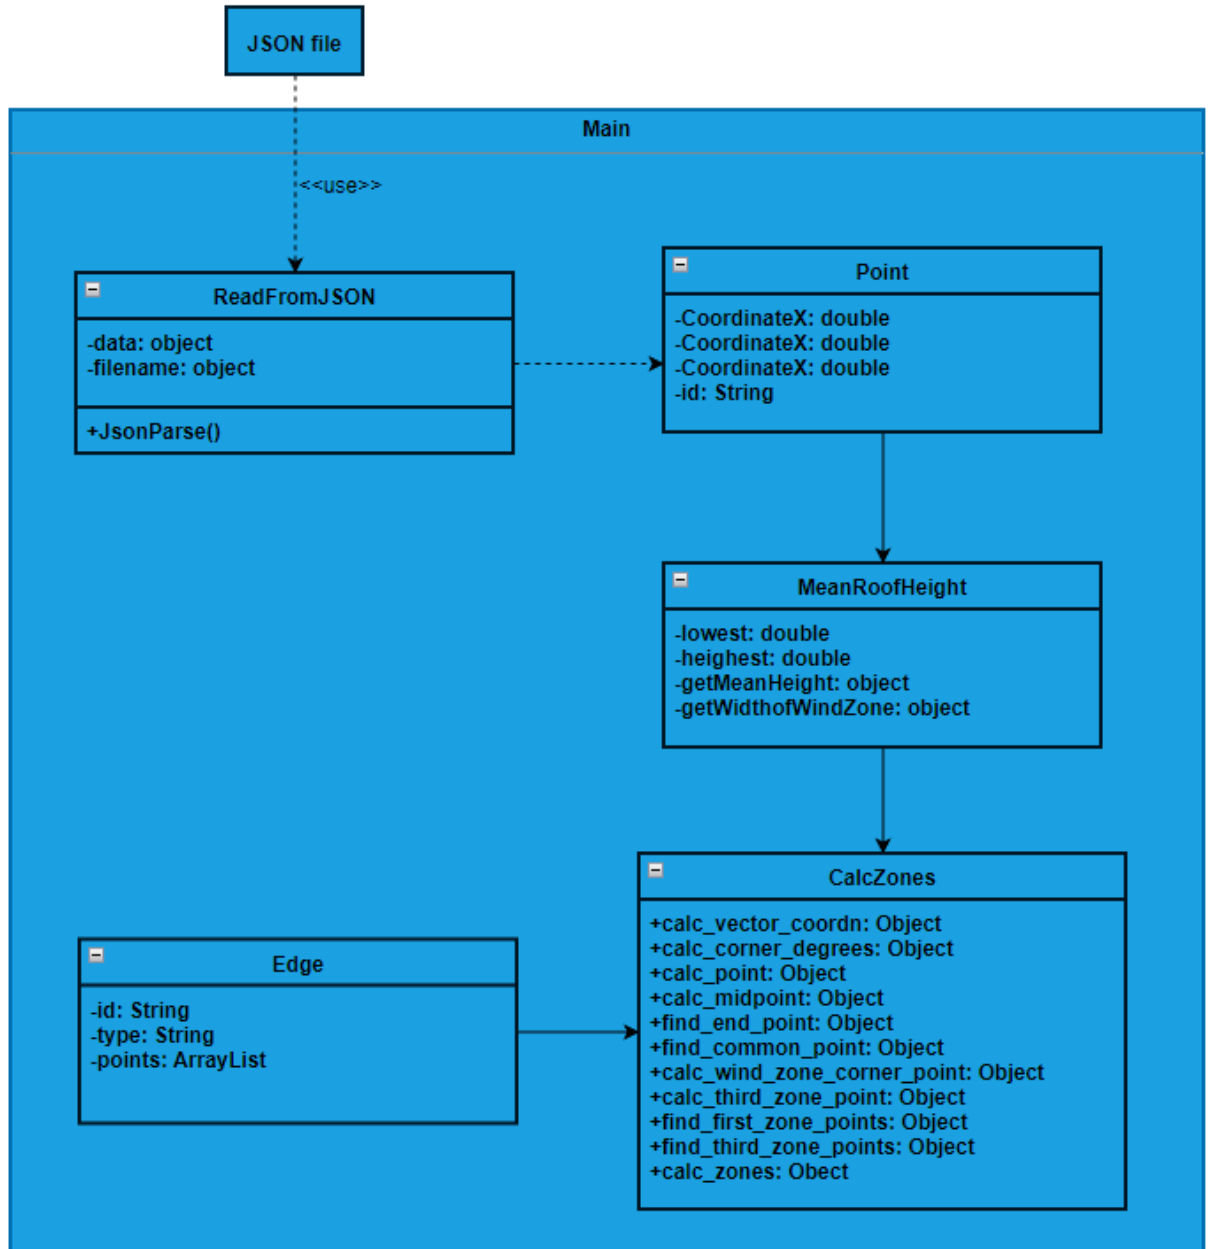 JSON file
Main
<<use>>
ReadFromJSON
-data: object
-filename: object
+JsonParse()
Point
-CoordinateX: double
-CoordinateX: double
-CoordinateX: double
-id: String
MeanRoofHeight
-lowest: double
-heighest: double
-getMeanHeight: object
-getWidthofWindZone: object
Edge
-id: String
-type: String
-points: ArrayList
CalcZones
+calc_vector_coordn: Object
+calc_corner_degrees: Object
+calc_point: Object
+calc_midpoint: Object
+find_end_point: Object
+find_common_point: Object
+calc_wind_zone_corner_point: Object
+calc_third_zone_point: Object
+find_first_zone_points: Object
+find_third_zone_points: Object
+calc_zones: Obect